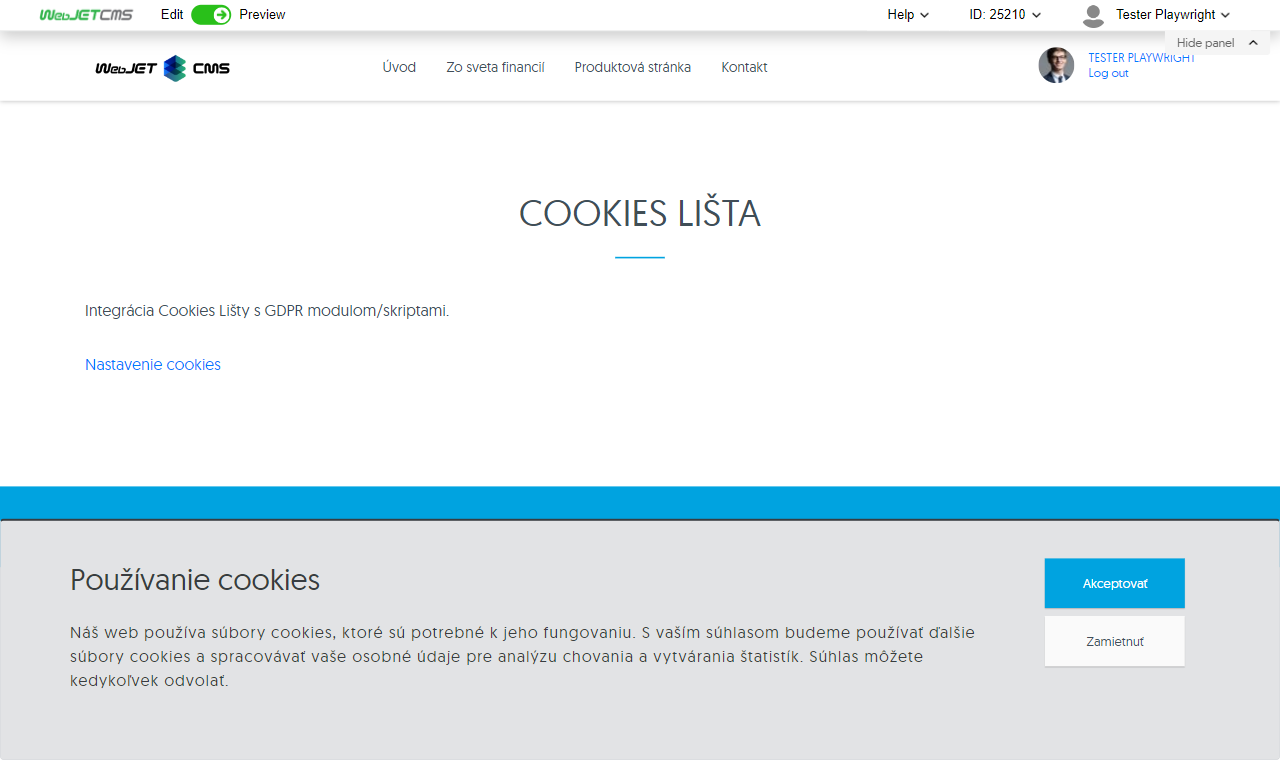 WebJETCMS Edit Preview Help ID: 25210 Tester Playwright
Hide panel
WebJET CMS Úvod Zo sveta financií Produktová stránka Kontakt TESTER PLAYWRIGHT
Log out
COOKIES LIŠTA
Integrácia Cookies Lišty s GDPR modulom/skriptami.
Nastavenie cookies
Používanie cookies
Náš web používa súbory cookies, ktoré sú potrebné k jeho fungovaniu. S vaším súhlasom budeme používať ďalšie
súbory cookies a spracovávať vaše osobné údaje pre analýzu chovania a vytvárania štatistík. Súhlas môžete
kedykoľvek odvolať.
Akceptovať
Zamietnuť